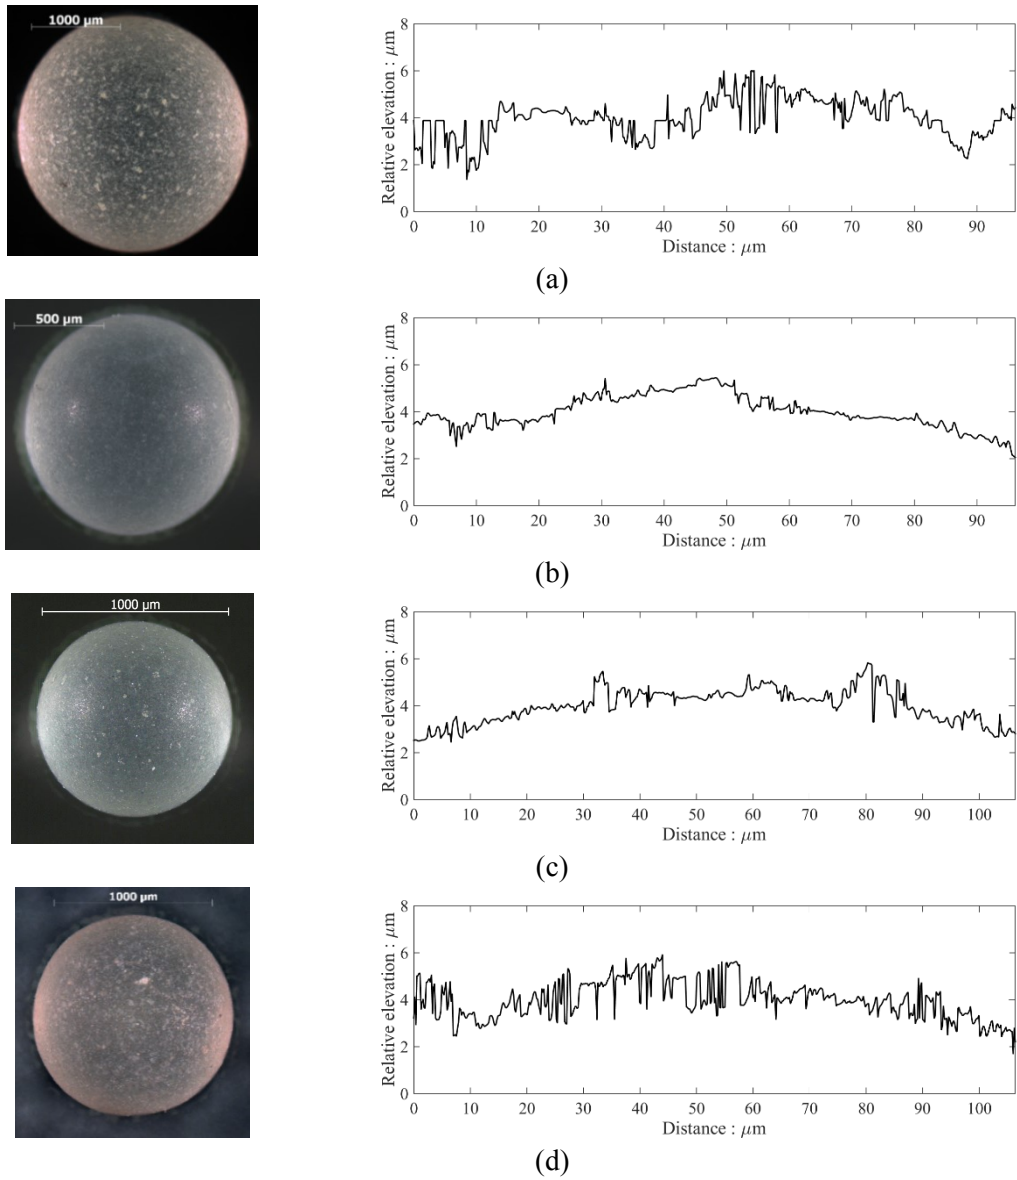 1000 µm
8
6
4
2
0
Relative elevation : µm
0 10 20 30 40 50 60 70 80 90
Distance : µm
(a)
500 µm
8
6
4
2
0
Relative elevation : µm
0 10 20 30 40 50 60 70 80 90
Distance : µm
(b)
1000 µm
8
6
4
2
0
Relative elevation : µm
0 10 20 30 40 50 60 70 80 90 100
Distance : µm
(c)
1000 µm
8
6
4
2
0
Relative elevation : µm
0 10 20 30 40 50 60 70 80 90 100
Distance : µm
(d)